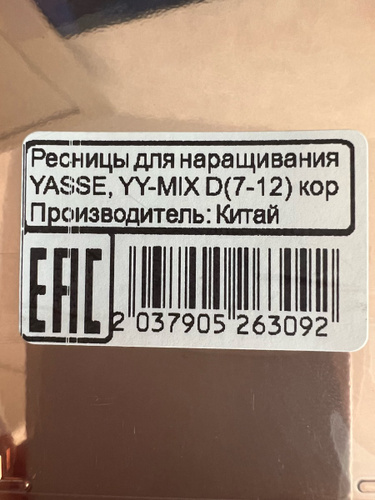 Ресницы для наращивания
YASSE, YY-MIX D(7-12) кор
Производитель: Китай
EAC
2 037905 263092